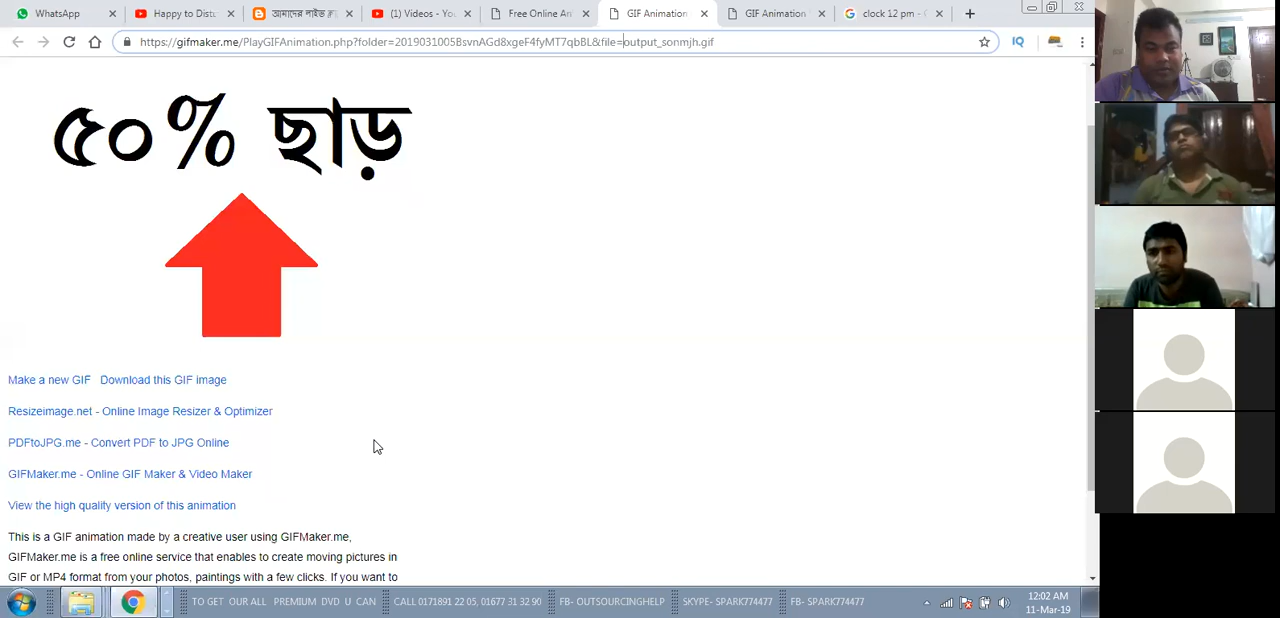 WhatsApp
Happy to Distu
আমাদের লাইভ ক্ল
(1) Videos - You
Free Online An
GIF Animation
GIF Animation
clock 12 pm - G
https://gifmaker.me/PlayGIFAnimation.php?folder=2019031005BsvnAGd8xgeF4fyMT7qbBL&file=output_sonmjh.gif
IQ
৫০% ছাড়
Make a new GIF Download this GIF image
Resizeimage.net - Online Image Resizer & Optimizer
PDFtoJPG.me - Convert PDF to JPG Online
GIFMaker.me - Online GIF Maker & Video Maker
View the high quality version of this animation
This is a GIF animation made by a creative user using GIFMaker.me,
GIFMaker.me is a free online service that enables to create moving pictures in
GIF or MP4 format from your photos, paintings with a few clicks. If you want to
TO GET OUR ALL PREMIUM DVD U CAN CALL 0171891 22 05, 01677 31 32 90 FB- OUTSOURCINGHELP SKYPE- SPARK774477 FB- SPARK774477
12:02 AM
11-Mar-19